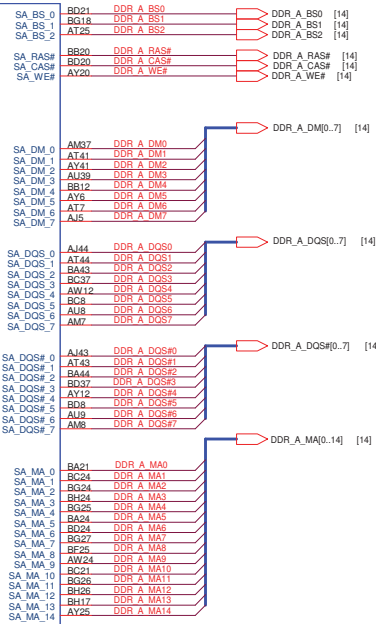 SA_BS_0 BD21 DDR_A_BS0 DDR_A_BS0 [14]
SA_BS_1 BG18 DDR_A_BS1 DDR_A_BS1 [14]
SA_BS_2 AT25 DDR_A_BS2 DDR_A_BS2 [14]
SA_RAS# BB20 DDR_A_RAS# DDR_A_RAS# [14]
SA_CAS# BD20 DDR_A_CAS# DDR_A_CAS# [14]
SA_WE# AY20 DDR_A_WE# DDR_A_WE# [14]
DDR_A_DM[0..7] [14]
SA_DM_0 AM37 DDR_A_DM0
SA_DM_1 AT41 DDR_A_DM1
SA_DM_2 AY41 DDR_A_DM2
SA_DM_3 AU39 DDR_A_DM3
SA_DM_4 BB12 DDR_A_DM4
SA_DM_5 AY6 DDR_A_DM5
SA_DM_6 AT7 DDR_A_DM6
SA_DM_7 AJ5 DDR_A_DM7
DDR_A_DQS[0..7] [14]
SA_DQS_0 AJ44 DDR_A_DQS0
SA_DQS_1 AT44 DDR_A_DQS1
SA_DQS_2 BA43 DDR_A_DQS2
SA_DQS_3 BC37 DDR_A_DQS3
SA_DQS_4 AW12 DDR_A_DQS4
SA_DQS_5 BC8 DDR_A_DQS5
SA_DQS_6 AU8 DDR_A_DQS6
SA_DQS_7 AM7 DDR_A_DQS7
DDR_A_DQS#[0..7] [14
SA_DQS#_0 AJ43 DDR_A_DQS#0
SA_DQS#_1 AT43 DDR_A_DQS#1
SA_DQS#_2 BA44 DDR_A_DQS#2
SA_DQS#_3 BD37 DDR_A_DQS#3
SA_DQS#_4 AY12 DDR_A_DQS#4
SA_DQS#_5 BD8 DDR_A_DQS#5
SA_DQS#_6 AU9 DDR_A_DQS#6
SA_DQS#_7 AM8 DDR_A_DQS#7
DDR_A_MA[0..14] [14]
SA_MA_0 BA21 DDR_A_MA0
SA_MA_1 BC24 DDR_A_MA1
SA_MA_2 BG24 DDR_A_MA2
SA_MA_3 BH24 DDR_A_MA3
SA_MA_4 BG25 DDR_A_MA4
SA_MA_5 BA24 DDR_A_MA5
SA_MA_6 BD24 DDR_A_MA6
SA_MA_7 BG27 DDR_A_MA7
SA_MA_8 BF25 DDR_A_MA8
SA_MA_9 AW24 DDR_A_MA9
SA_MA_10 BC21 DDR_A_MA10
SA_MA_11 BG26 DDR_A_MA11
SA_MA_12 BH26 DDR_A_MA12
SA_MA_13 BH17 DDR_A_MA13
SA_MA_14 AY25 DDR_A_MA14